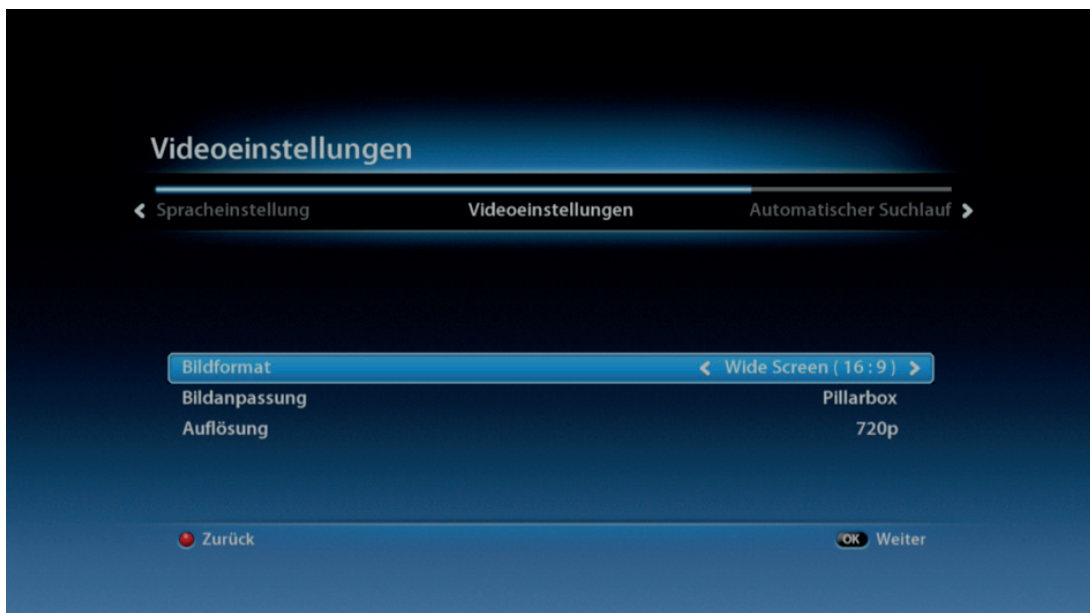 Videoeinstellungen
Spracheinstellung Videoeinstellungen Automatischer Suchlauf
Bildformat Wide Screen ( 16 : 9 )
Bildanpassung Pillarbox
Auflösung 720p
Zurück OK Weiter